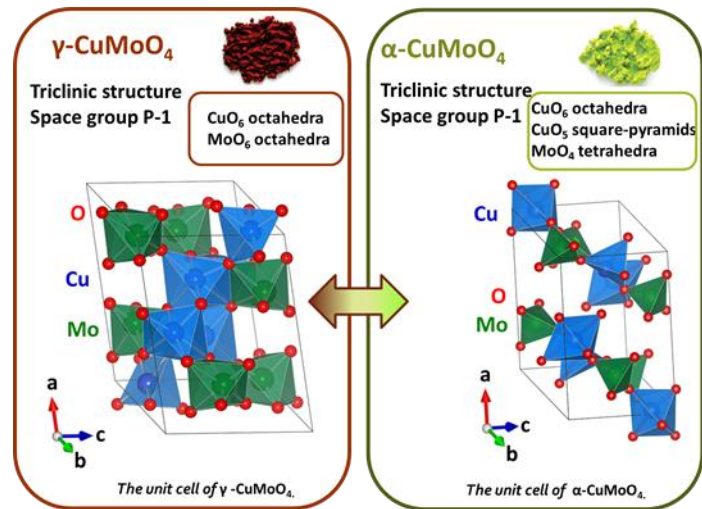 γ-CuMoO₄
Triclinic structure
Space group P-1
CuO₆ octahedra
MoO₆ octahedra
O
Cu
Mo
a
c
b
The unit cell of γ -CuMoO₄.
α-CuMoO₄
Triclinic structure
Space group P-1
CuO₆ octahedra
CuO₅ square-pyramids
MoO₄ tetrahedra
Cu
O
Mo
a
c
b
The unit cell of α-CuMoO₄.